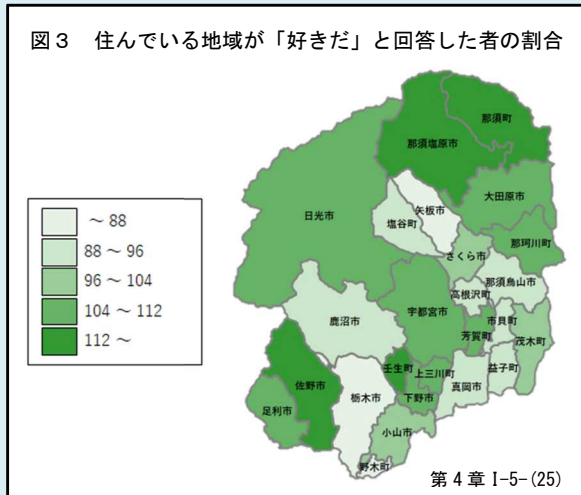 図3 住んでいる地域が「好きだ」と回答した者の割合
～ 88
88 ～ 96
96 ～ 104
104 ～ 112
112 ～
那須町
那須塩原市
大田原市
日光市
矢板市
塩谷町
那珂川町
さくら市
那須烏山市
高根沢町
宇都宮市
鹿沼市
市貝町
芳賀町
茂木町
壬生町
上三川町
益子町
佐野市
真岡市
栃木市
下野市
足利市
小山市
野木町
第4章 I-5-(25)